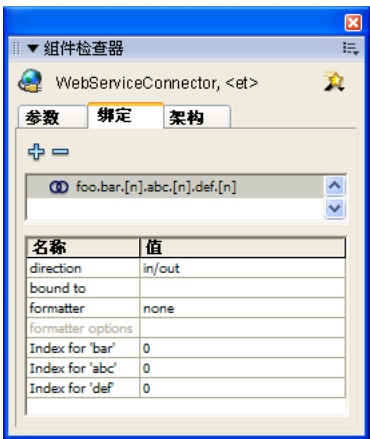 组件检查器
WebServiceConnector, <et>
参数 绑定 架构
foo.bar.[n].abc.[n].def.[n]
名称 值
direction in/out
bound to
formatter none
formatter options
Index for 'bar' 0
Index for 'abc' 0
Index for 'def' 0